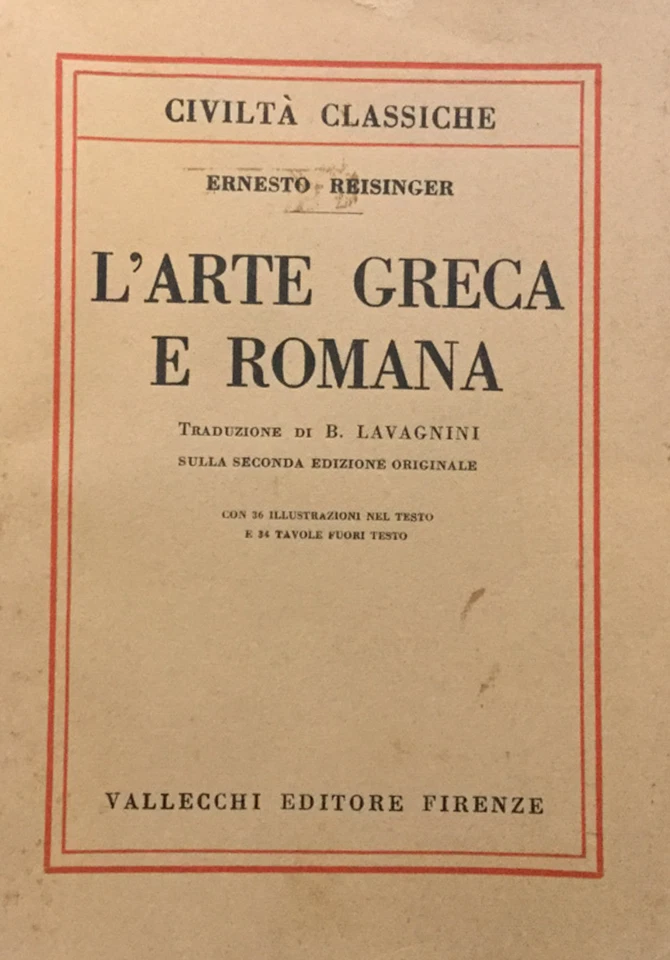 CIVILTÀ CLASSICHE
ERNESTO REISINGER
L'ARTE GRECA
E ROMANA
TRADUZIONE DI B. LAVAGNINI
SULLA SECONDA EDIZIONE ORIGINALE
CON 36 ILLUSTRAZIONI NEL TESTO
E 34 TAVOLE FUORI TESTO
VALLECCHI EDITORE FIRENZE